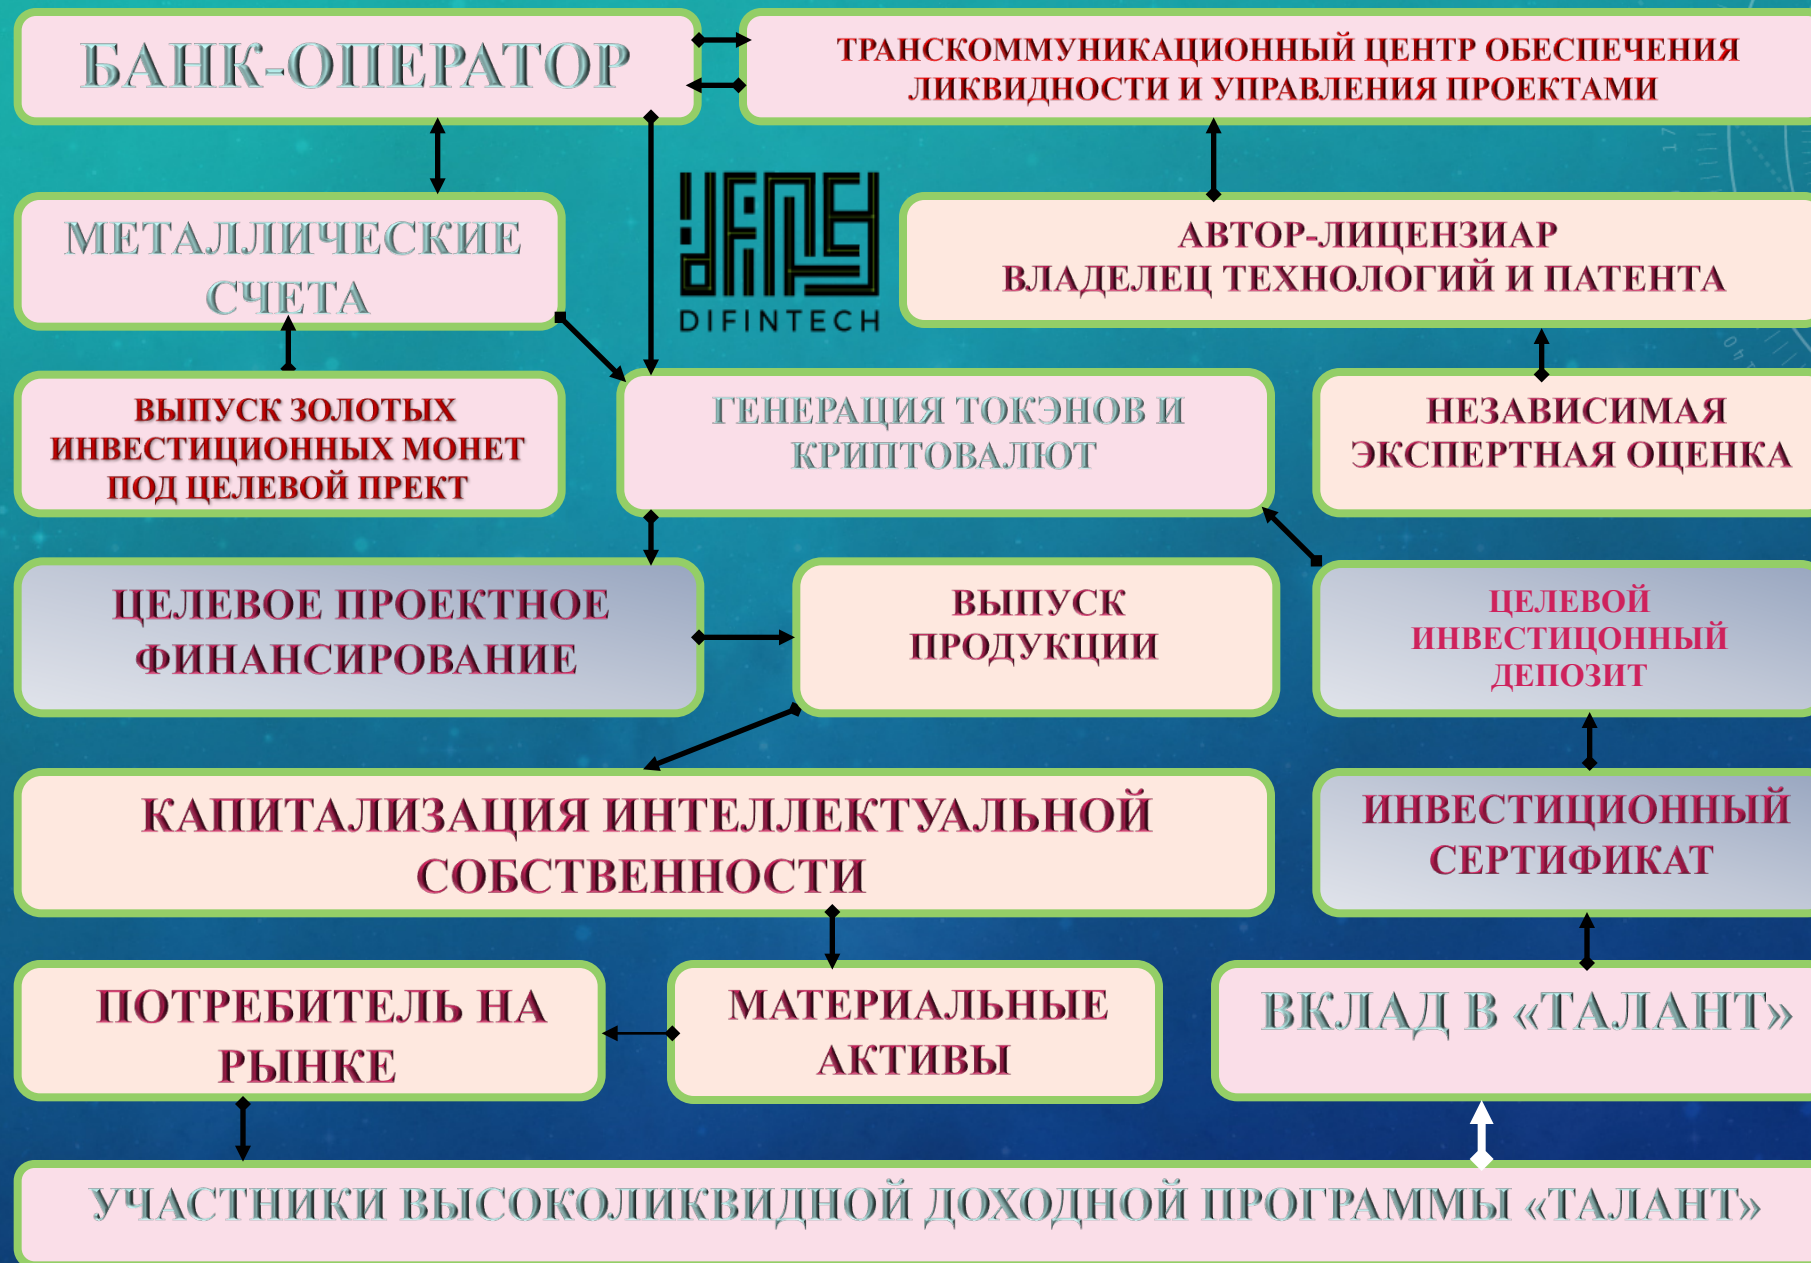 БАНК-ОПЕРАТОР
ТРАНСКОММУНИКАЦИОННЫЙ ЦЕНТР ОБЕСПЕЧЕНИЯ
ЛИКВИДНОСТИ И УПРАВЛЕНИЯ ПРОЕКТАМИ
МЕТАЛЛИЧЕСКИЕ
СЧЕТА
DIFINTECH
АВТОР-ЛИЦЕНЗИАР
ВЛАДЕЛЕЦ ТЕХНОЛОГИЙ И ПАТЕНТА
ВЫПУСК ЗОЛОТЫХ
ИНВЕСТИЦИОННЫХ МОНЕТ
ПОД ЦЕЛЕВОЙ ПРЕКТ
ГЕНЕРАЦИЯ ТОКЭНОВ И
КРИПТОВАЛЮТ
НЕЗАВИСИМАЯ
ЭКСПЕРТНАЯ ОЦЕНКА
ЦЕЛЕВОЕ ПРОЕКТНОЕ
ФИНАНСИРОВАНИЕ
ВЫПУСК
ПРОДУКЦИИ
ЦЕЛЕВОЙ
ИНВЕСТИЦОННЫЙ
ДЕПОЗИТ
КАПИТАЛИЗАЦИЯ ИНТЕЛЛЕКТУАЛЬНОЙ
СОБСТВЕННОСТИ
ИНВЕСТИЦИОННЫЙ
СЕРТИФИКАТ
ПОТРЕБИТЕЛЬ НА
РЫНКЕ
МАТЕРИАЛЬНЫЕ
АКТИВЫ
ВКЛАД В «ТАЛАНТ»
УЧАСТНИКИ ВЫСОКОЛИКВИДНОЙ ДОХОДНОЙ ПРОГРАММЫ «ТАЛАНТ»